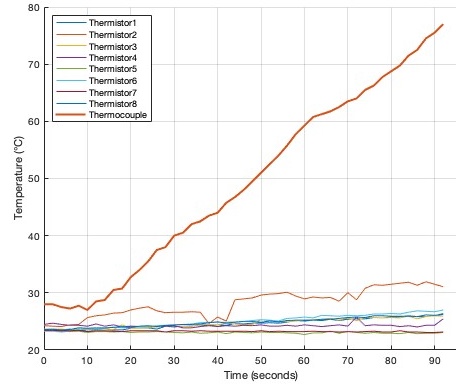 80
70
60
50
40
30
20
Temperature (°C)
Thermistor1
Thermistor2
Thermistor3
Thermistor4
Thermistor5
Thermistor6
Thermistor7
Thermistor8
Thermocouple
0 10 20 30 40 50 60 70 80 90
Time (seconds)